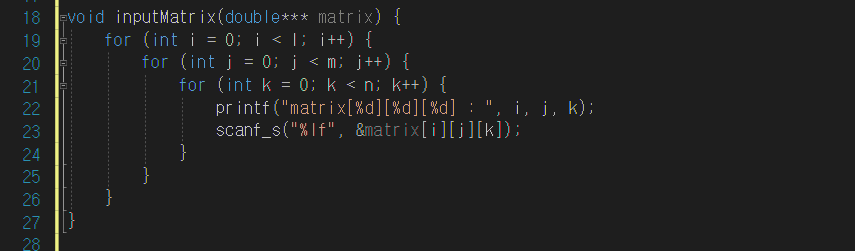 18 void inputMatrix(double*** matrix) {
19 for (int i = 0; i < l; i++) {
20 for (int j = 0; j < m; j++) {
21 for (int k = 0; k < n; k++) {
22 printf("matrix[%d][%d][%d] : ", i, j, k);
23 scanf_s("%lf", &matrix[i][j][k]);
24 }
25 }
26 }
27 }
28